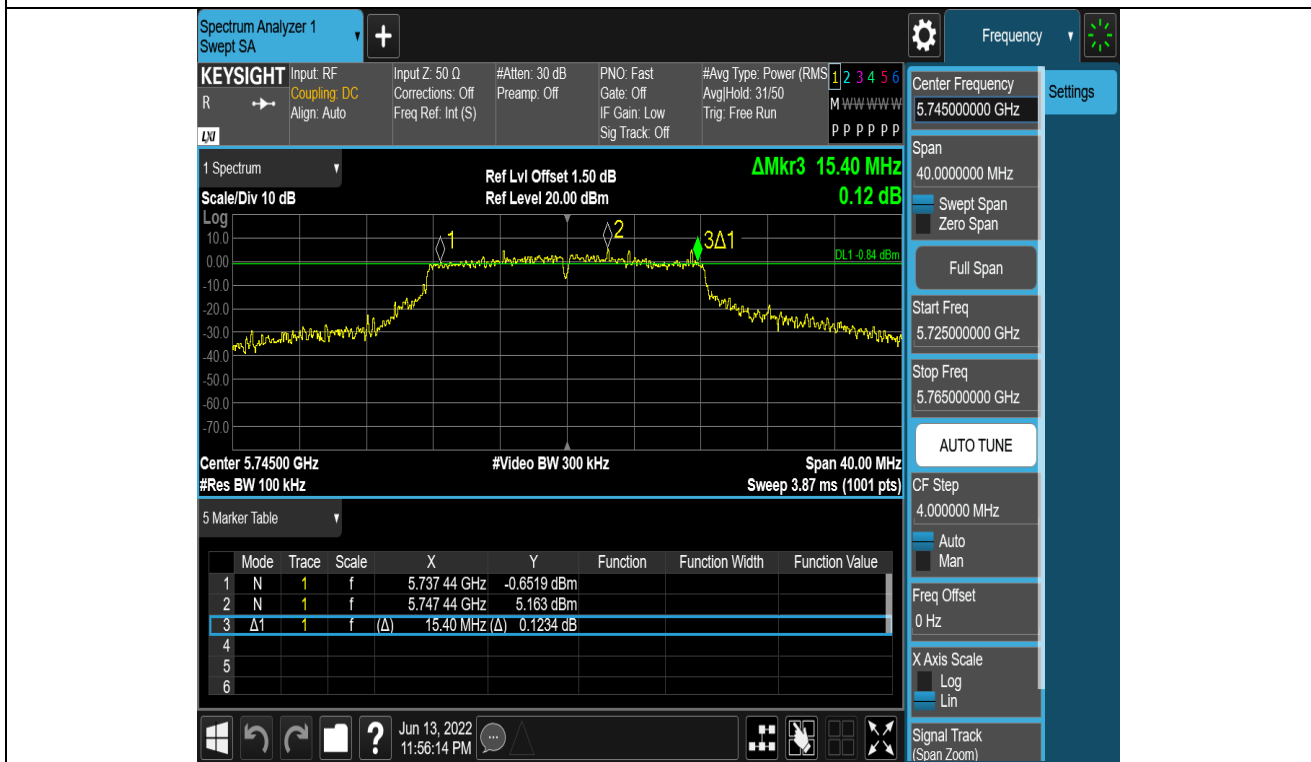 Spectrum Analyzer 1
Swept SA
Frequency
KEYSIGHT
R
LXI
Input: RF
Coupling: DC
Align: Auto
Input Z: 50 Ω
Corrections: Off
Freq Ref: Int (S)
#Atten: 30 dB
Preamp: Off
PNO: Fast
Gate: Off
IF Gain: Low
Sig Track: Off
#Avg Type: Power (RMS
Avg|Hold: 31/50
Trig: Free Run
1 2 3 4 5 6
M W W W W W
P P P P P P
1 Spectrum
Scale/Div 10 dB
Ref Lvl Offset 1.50 dB
Ref Level 20.00 dBm
ΔMkr3 15.40 MHz
0.12 dB
Log
10.0
0.00
-10.0
-20.0
-30.0
-40.0
-50.0
-60.0
-70.0
1
2
3Δ1
DL1 -0.84 dBm
Center 5.74500 GHz
#Video BW 300 kHz
Span 40.00 MHz
#Res BW 100 kHz
Sweep 3.87 ms (1001 pts)
5 Marker Table
Mode Trace Scale X Y Function Function Width Function Value
1 N 1 f 5.737 44 GHz -0.6519 dBm
2 N 1 f 5.747 44 GHz 5.163 dBm
3 Δ1 1 f (Δ) 15.40 MHz (Δ) 0.1234 dB
4
5
6
?
Jun 13, 2022
11:56:14 PM
Center Frequency
5.745000000 GHz
Settings
Span
40.0000000 MHz
Swept Span
Zero Span
Full Span
Start Freq
5.725000000 GHz
Stop Freq
5.765000000 GHz
AUTO TUNE
CF Step
4.000000 MHz
Auto
Man
Freq Offset
0 Hz
X Axis Scale
Log
Lin
Signal Track
(Span Zoom)